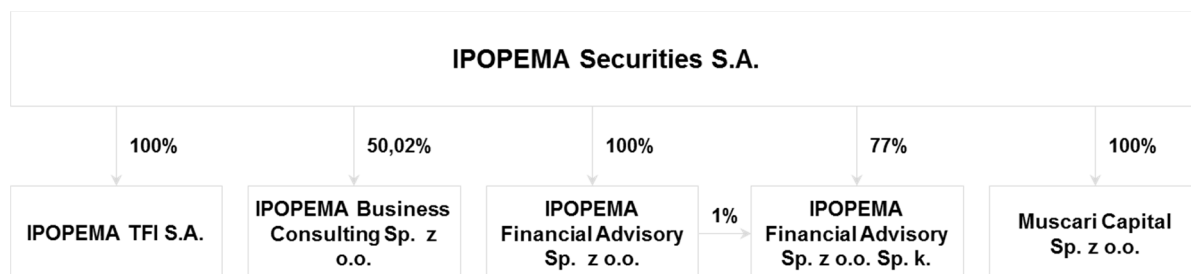 IPOPEMA Securities S.A.
100%
50,02%
100%
77%
100%
IPOPEMA TFI S.A.
IPOPEMA Business
Consulting Sp. z
o.o.
IPOPEMA
Financial Advisory
Sp. z o.o.
1%
IPOPEMA
Financial Advisory
Sp. z o.o. Sp. k.
Muscari Capital
Sp. z o.o.